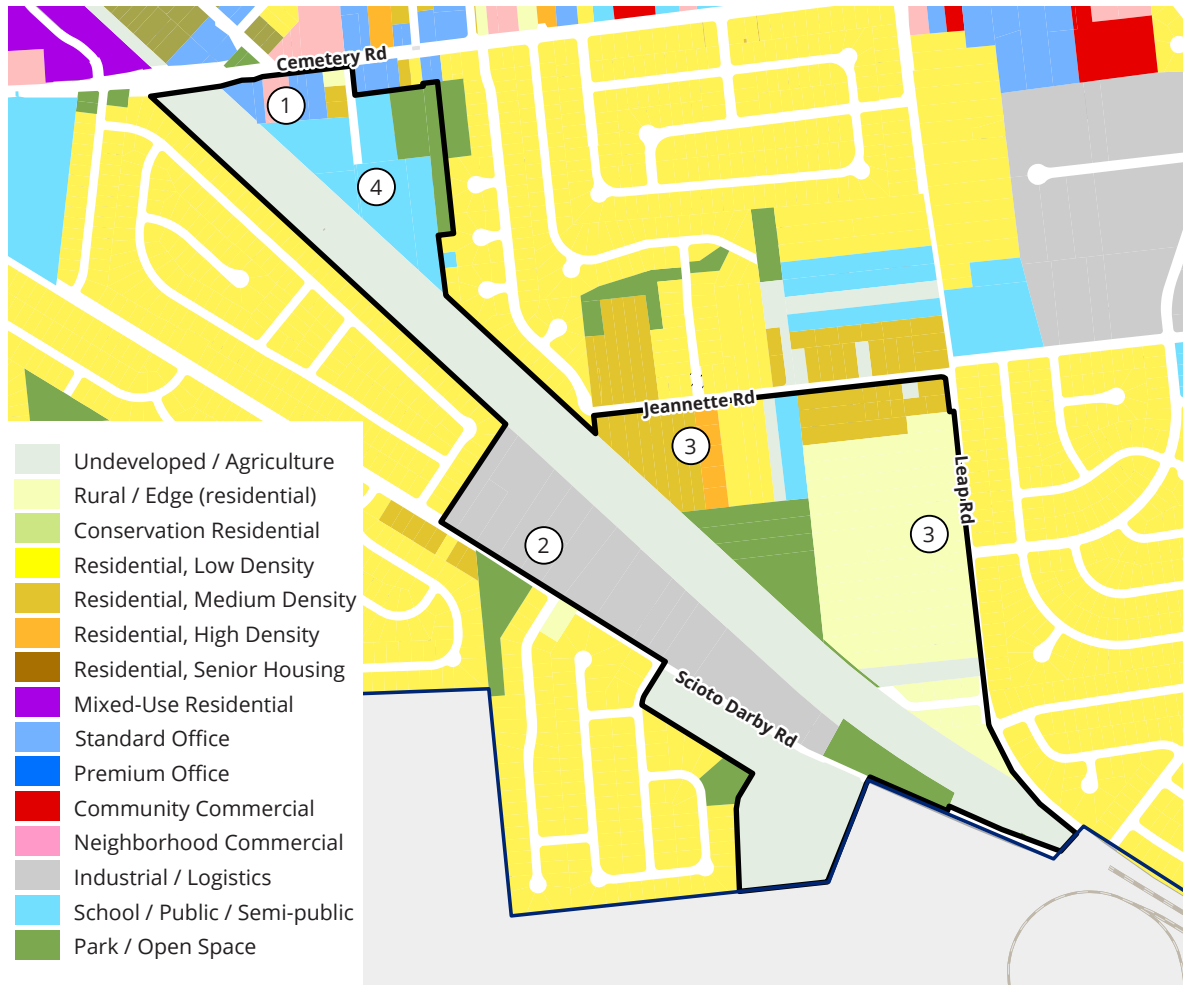 Cemetery Rd
1
4
Jeannette Rd
3
Leap Rd
3
2
Scioto Darby Rd
Undeveloped / Agriculture
Rural / Edge (residential)
Conservation Residential
Residential, Low Density
Residential, Medium Density
Residential, High Density
Residential, Senior Housing
Mixed-Use Residential
Standard Office
Premium Office
Community Commercial
Neighborhood Commercial
Industrial / Logistics
School / Public / Semi-public
Park / Open Space